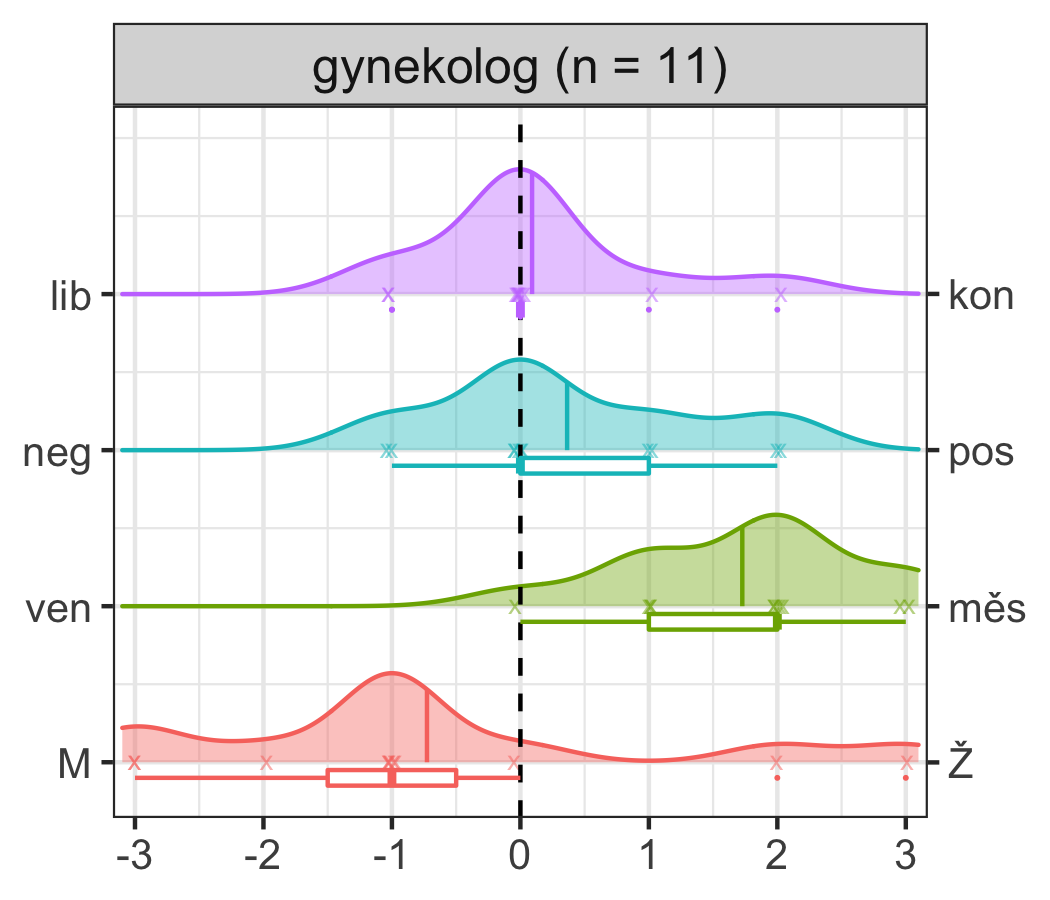 gynekolog (n = 11)
lib kon
neg pos
ven měs
M Ž
-3 -2 -1 0 1 2 3